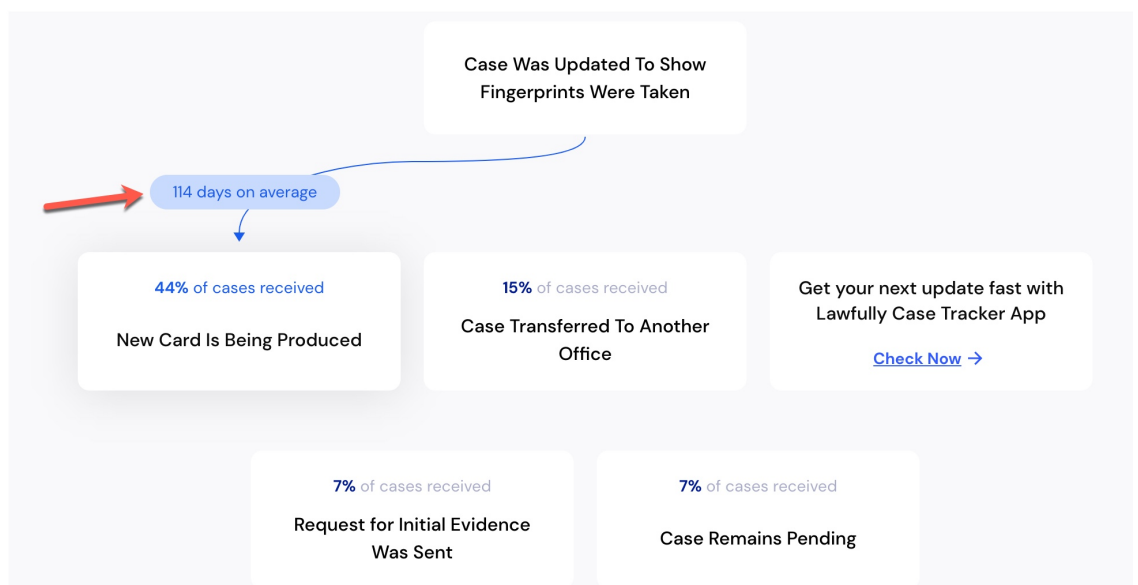 Case Was Updated To Show
Fingerprints Were Taken
114 days on average
44% of cases received
New Card Is Being Produced
15% of cases received
Case Transferred To Another
Office
Get your next update fast with
Lawfully Case Tracker App
Check Now →
7% of cases received
Request for Initial Evidence
Was Sent
7% of cases received
Case Remains Pending